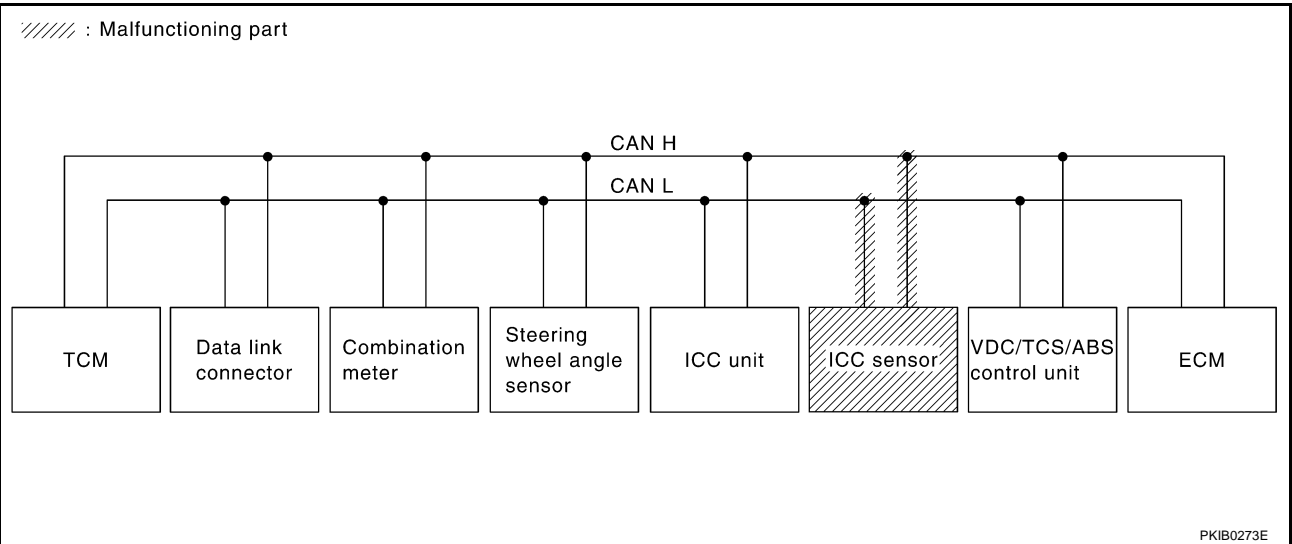 : Malfunctioning part
CAN H
CAN L
TCM
Data link
connector
Combination
meter
Steering
wheel angle
sensor
ICC unit
ICC sensor
VDC/TCS/ABS
control unit
ECM
PKIB0273E